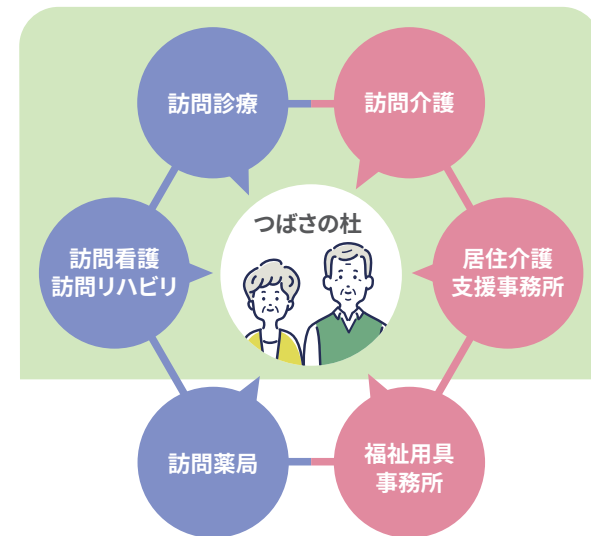 訪問診療
訪問介護
つばさの杜
訪問看護
訪問リハビリ
居住介護
支援事務所
訪問薬局
福祉用具
事務所